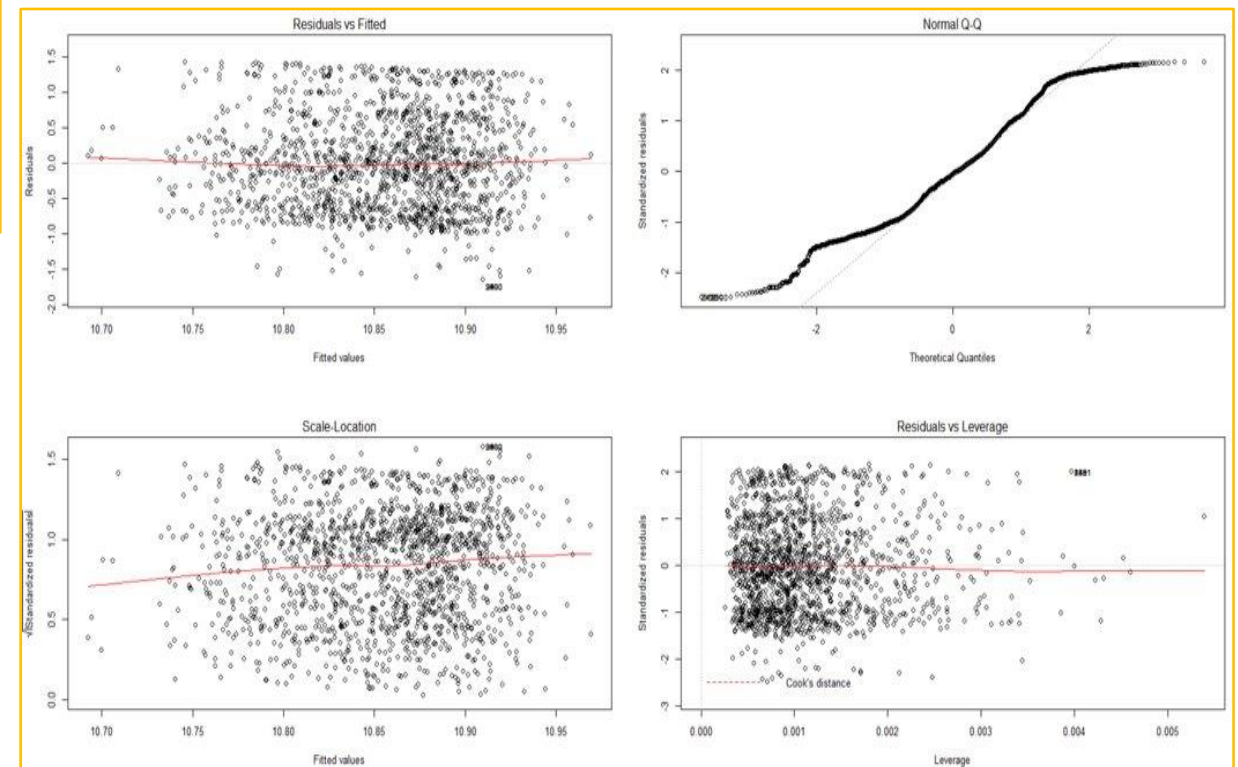 Residuals vs Fitted
Residuals
1.5
1.0
0.5
0.0
-0.5
-1.0
-1.5
-2.0
10.70 10.75 10.80 10.85 10.90 10.95
Fitted values
Normal Q-Q
Standardized residuals
2
1
0
-1
-2
-2 0 2
Theoretical Quantiles
Scale-Location
√|Standardized residuals|
1.5
1.0
0.5
0.0
10.70 10.75 10.80 10.85 10.90 10.95
Fitted values
Residuals vs Leverage
Standardized residuals
2
1
0
-1
-2
-3
Cook's distance
0.000 0.001 0.002 0.003 0.004 0.005
Leverage